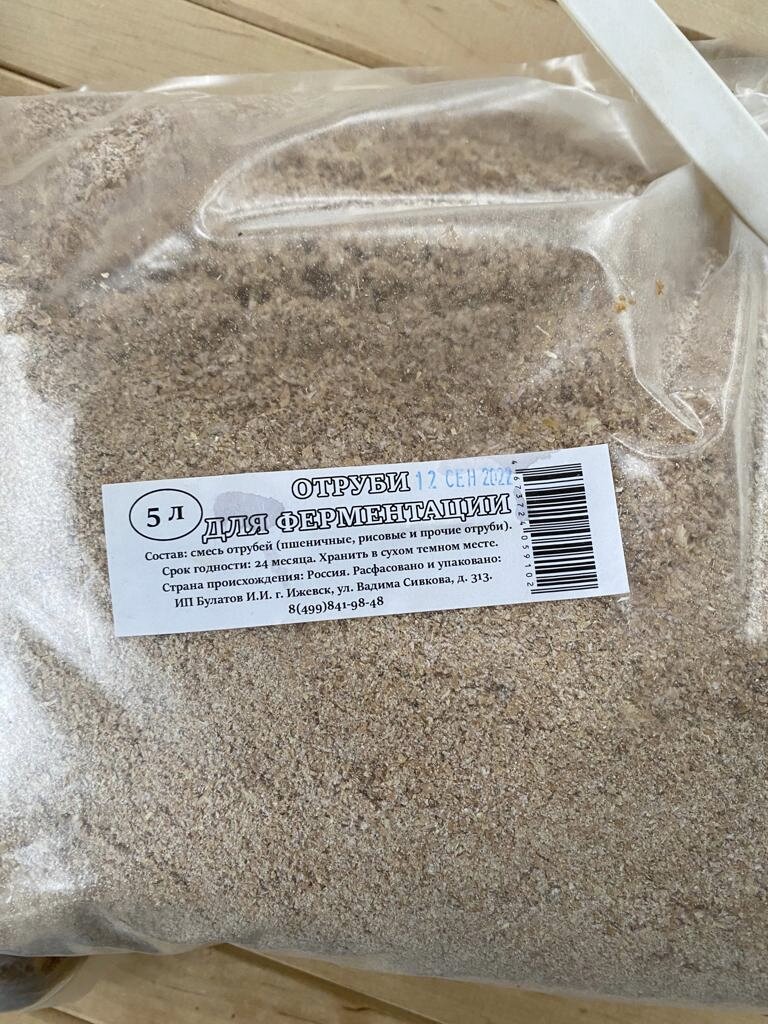 ОТРУБИ 12 СЕН 2022
5 л
ДЛЯ ФЕРМЕНТАЦИИ
Состав: смесь отрубей (пшеничные, рисовые и прочие отруби).
Срок годности: 24 месяца. Хранить в сухом темном месте.
Страна происхождения: Россия. Расфасовано и упаковано:
ИП Булатов И.И. г. Ижевск, ул. Вадима Сивкова, д. 313.
8(499)841-98-48
4673724059102